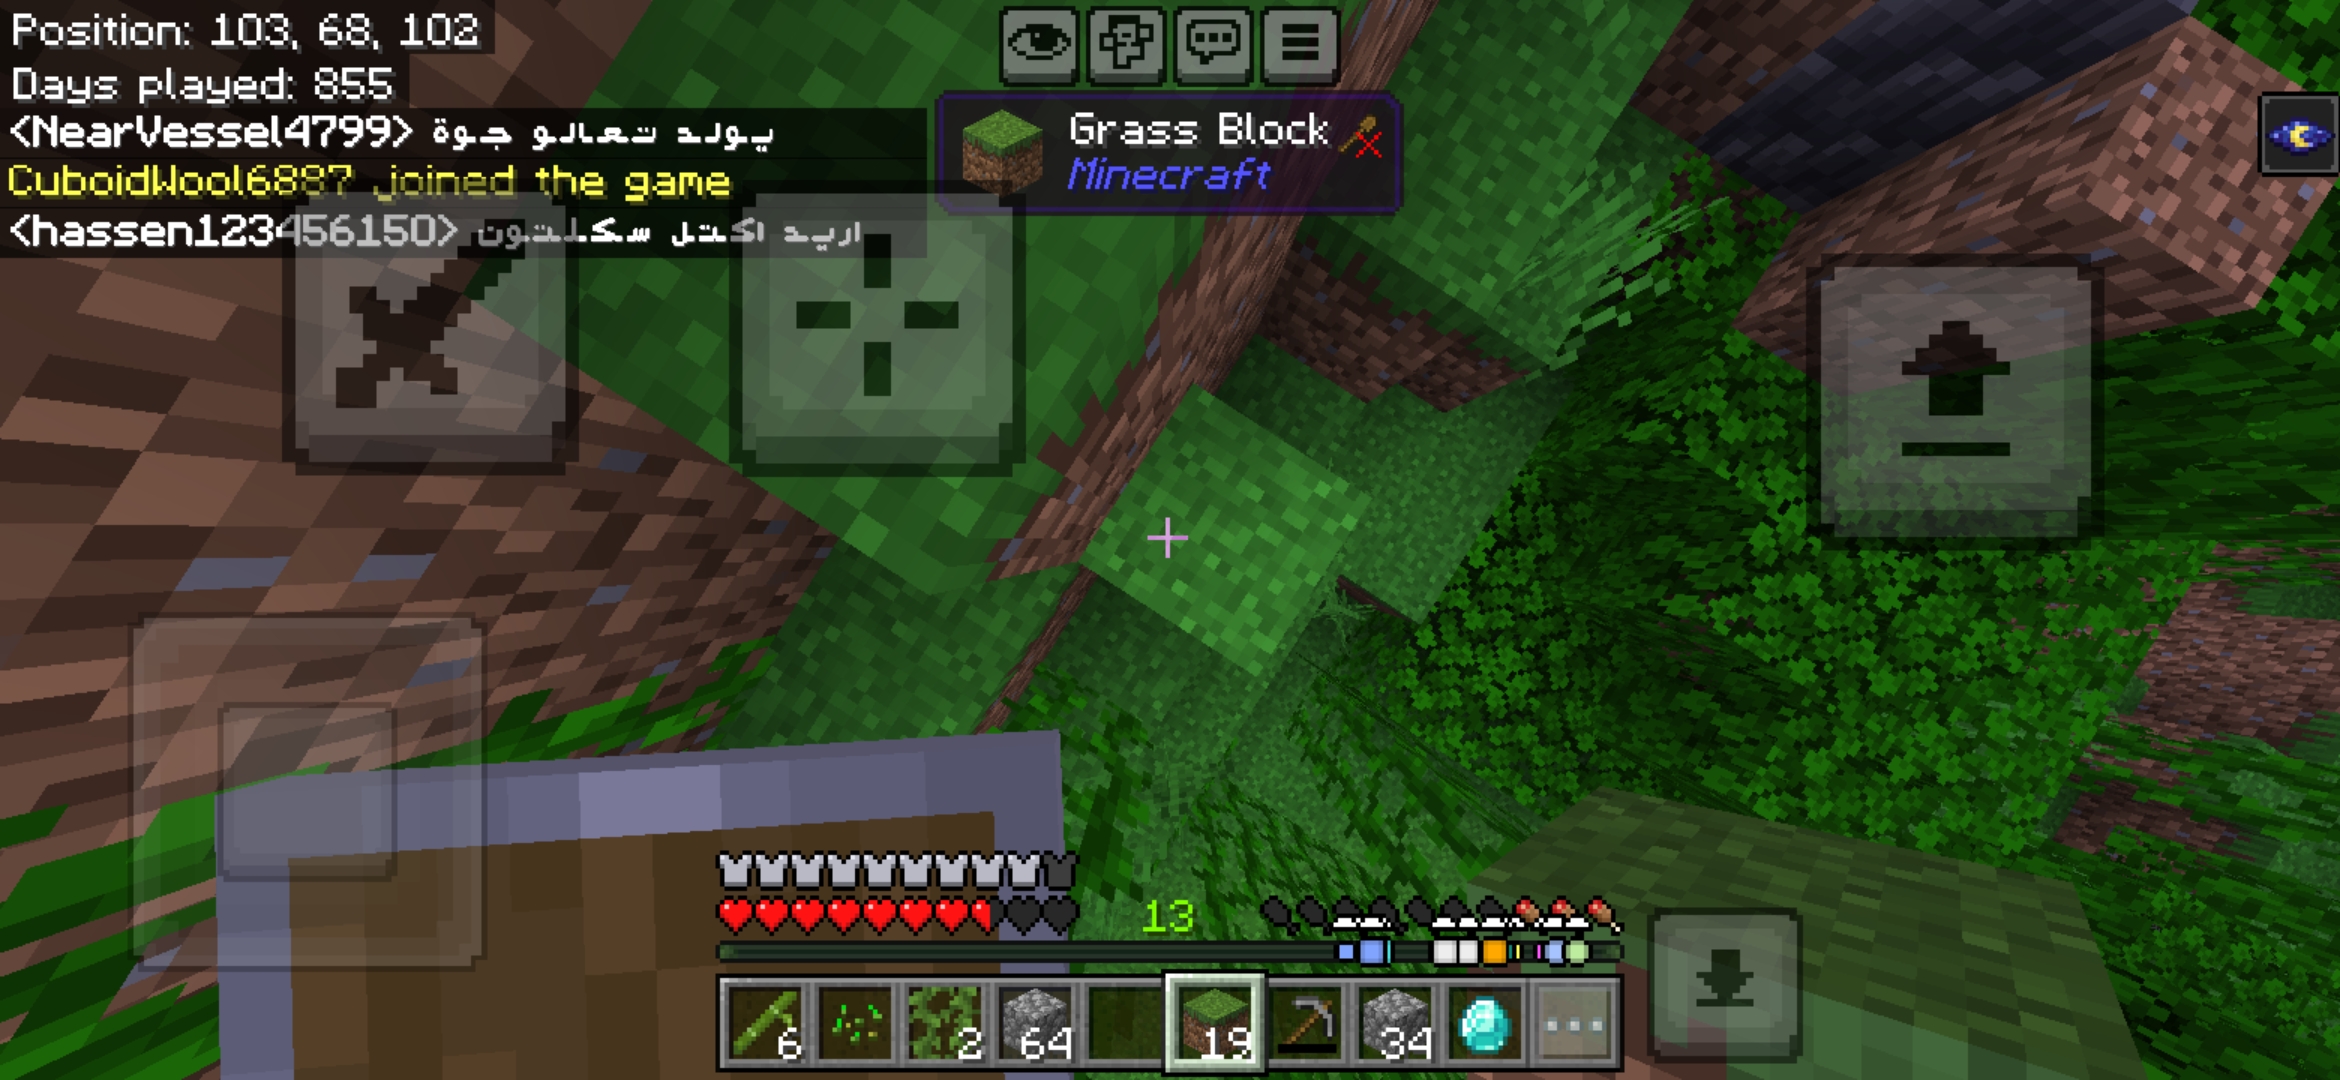 Position: 103, 68, 102
Days played: 855
<NearVessel4799> يولد تعالو جوة
CuboidWool6887 joined the game
<hassen123456150> اريد اكتل سكلتون
Grass Block
Minecraft
13
6
2
64
19
34